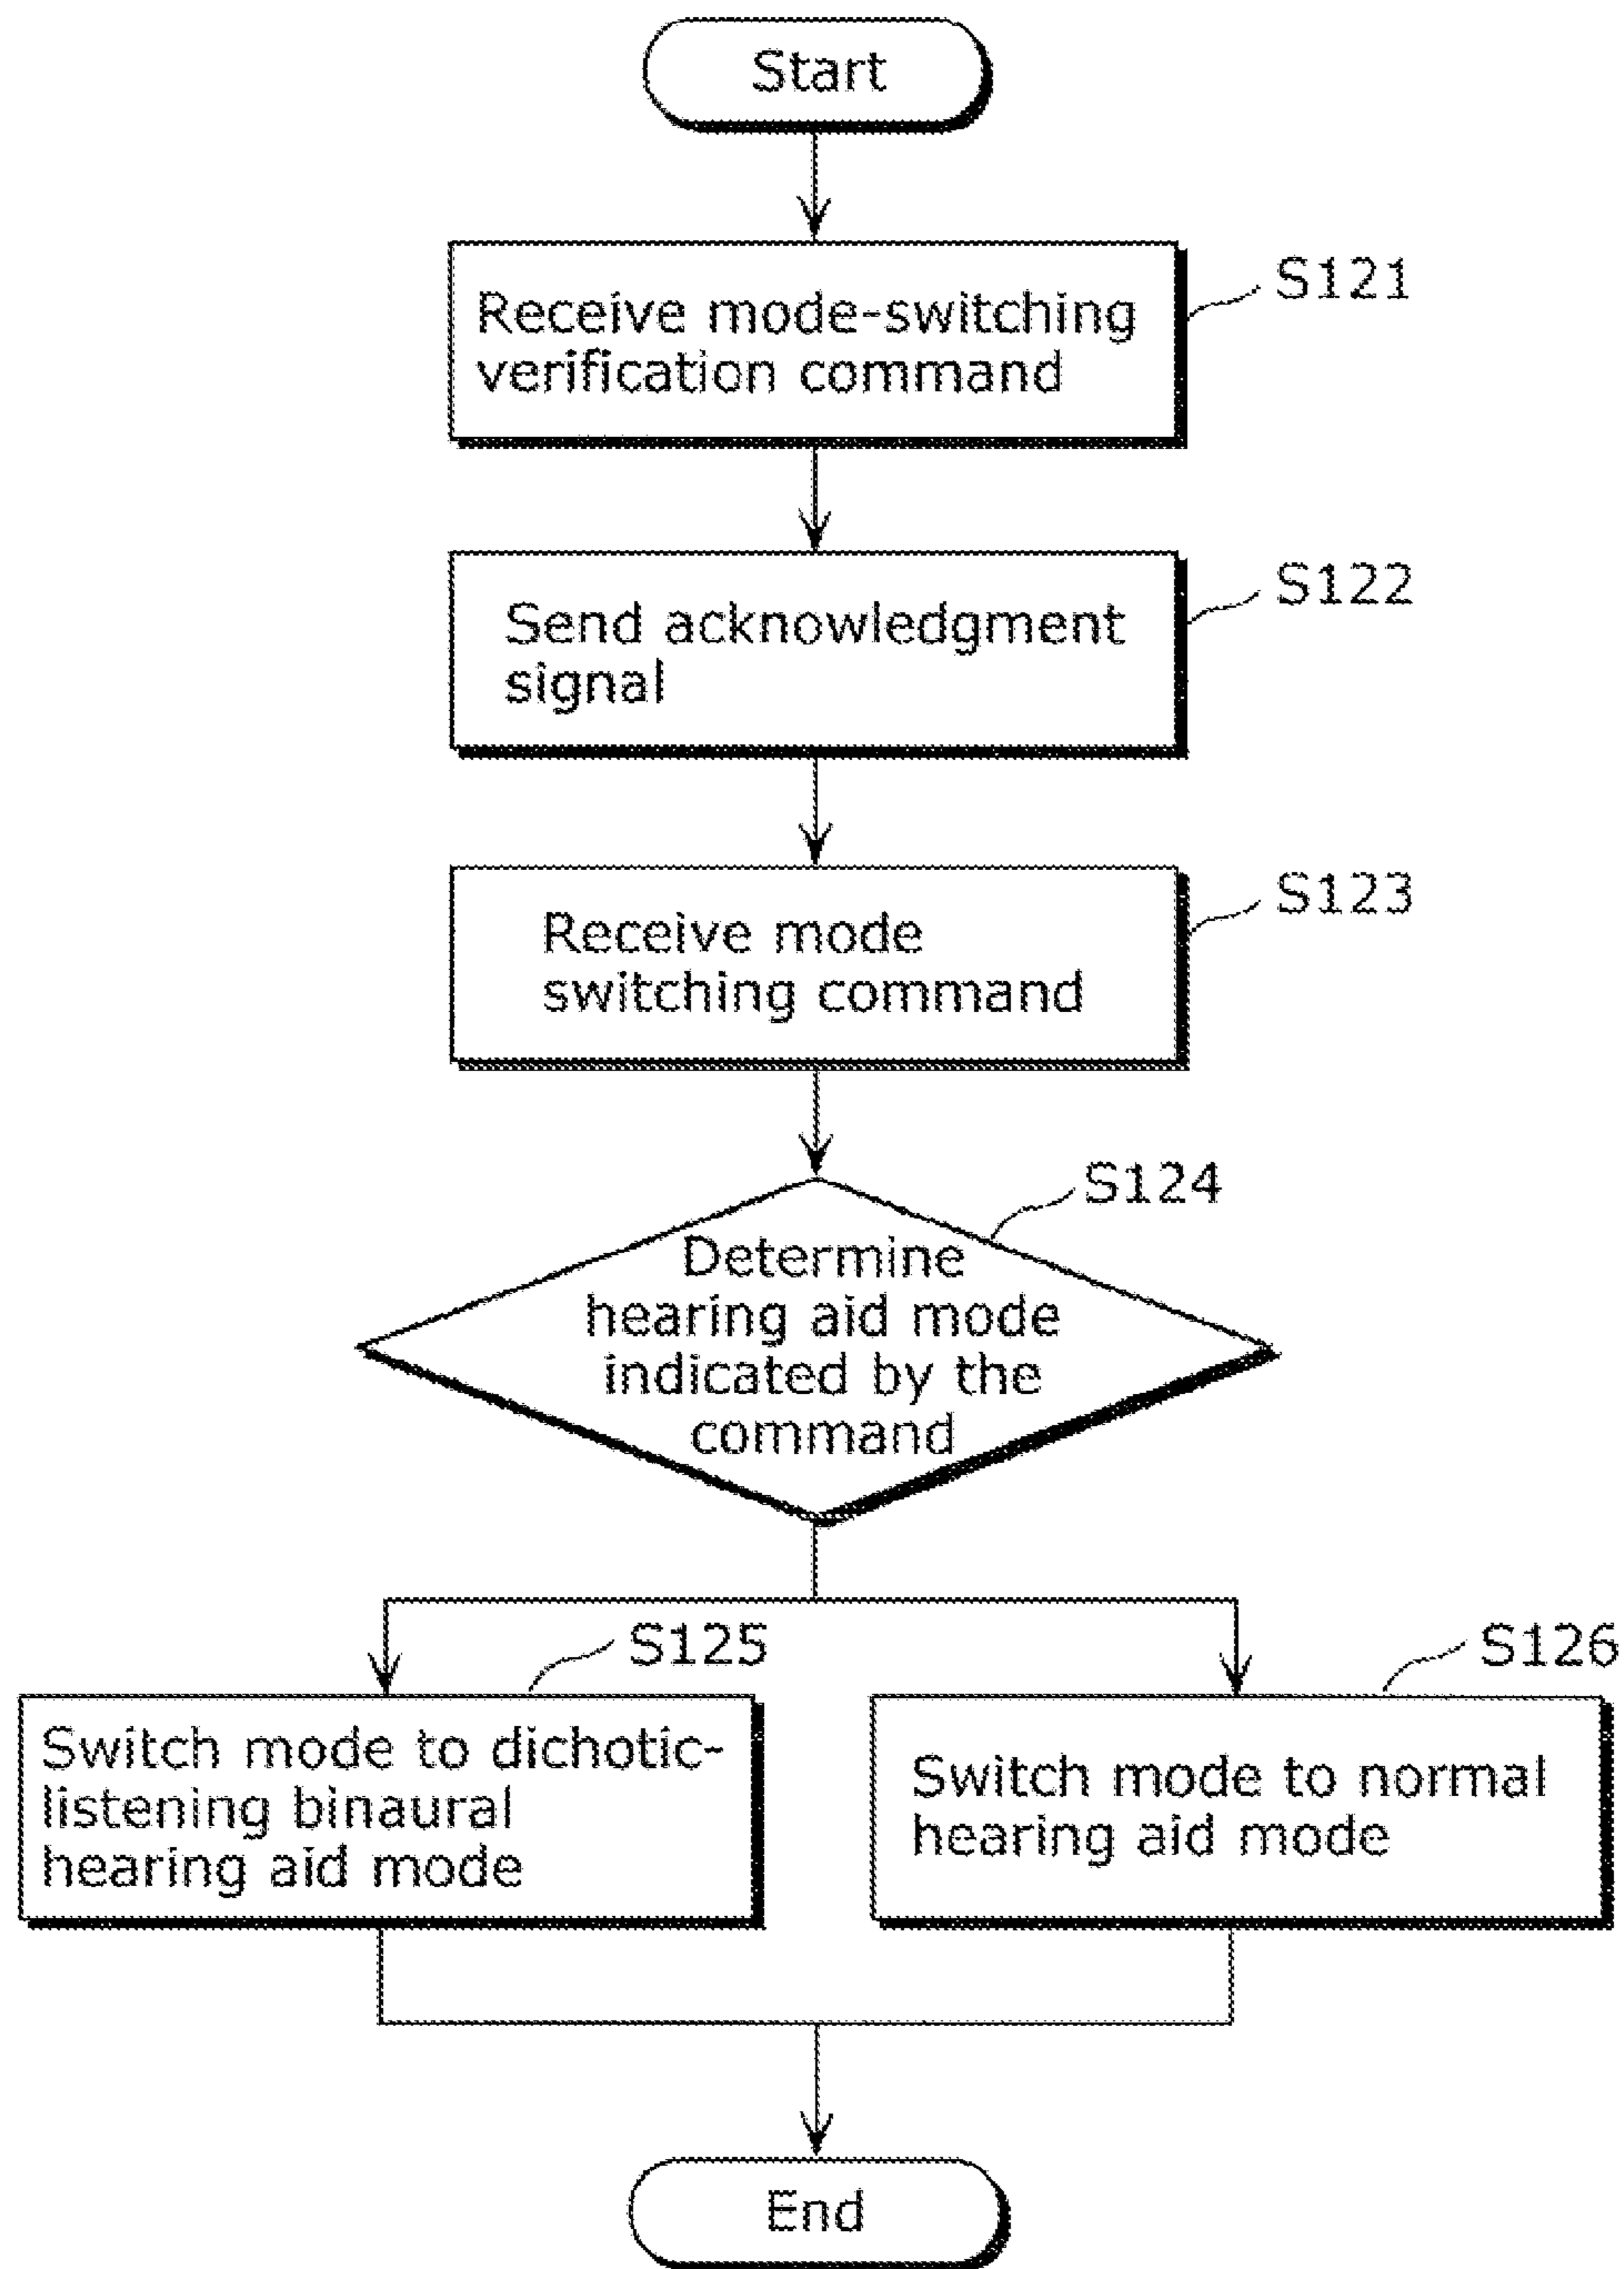 Start
S121
Receive mode-switching
verification command
S122
Send acknowledgment
signal
S123
Receive mode
switching command
S124
Determine
hearing aid mode
indicated by the
command
S125
Switch mode to dichotic-
listening binaural
hearing aid mode
S126
Switch mode to normal
hearing aid mode
End